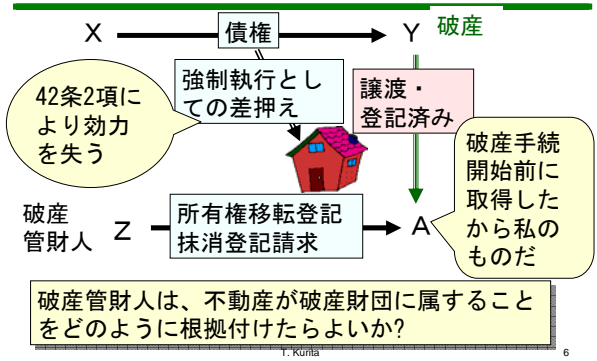 X
債権
Y
破産
42条2項に
より効力
を失う
強制執行とし
ての差押え
譲渡・
登記済み
破産手続
開始前に
取得した
から私の
ものだ
破産
管財人
Z
所有権移転登記
抹消登記請求
A
破産管財人は、不動産が破産財団に属すること
をどのように根拠付けたらよいか?
T. Kurita
6